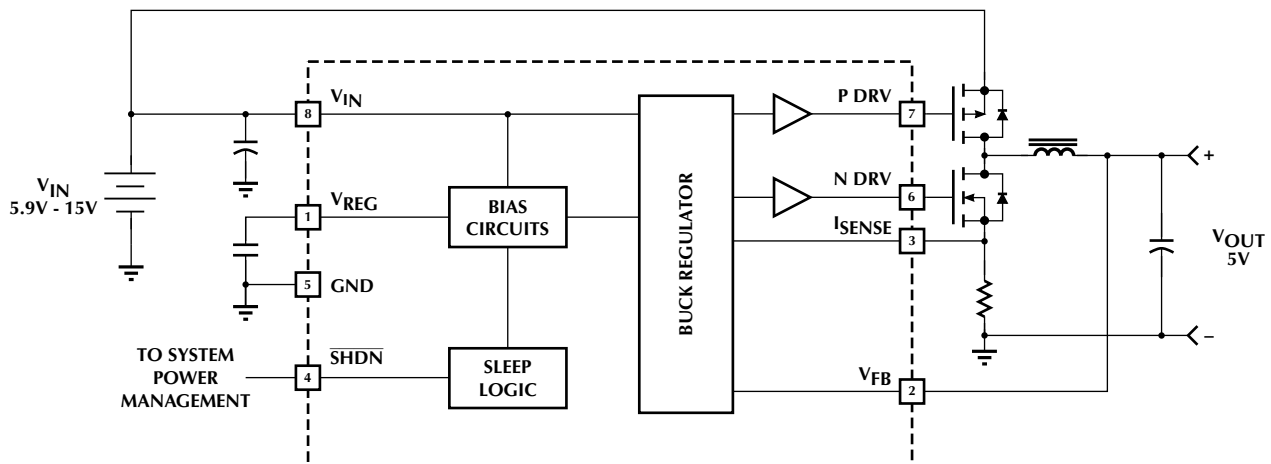 P DRV
VIN
8
7
VIN
5.9V - 15V
N DRV
VREG
BIAS
CIRCUITS
1
6
ISENSE
3
BUCK REGULATOR
+
VOUT
5V
5
GND
–
TO SYSTEM
POWER
MANAGEMENT
SHDN
4
SLEEP
LOGIC
VFB
2